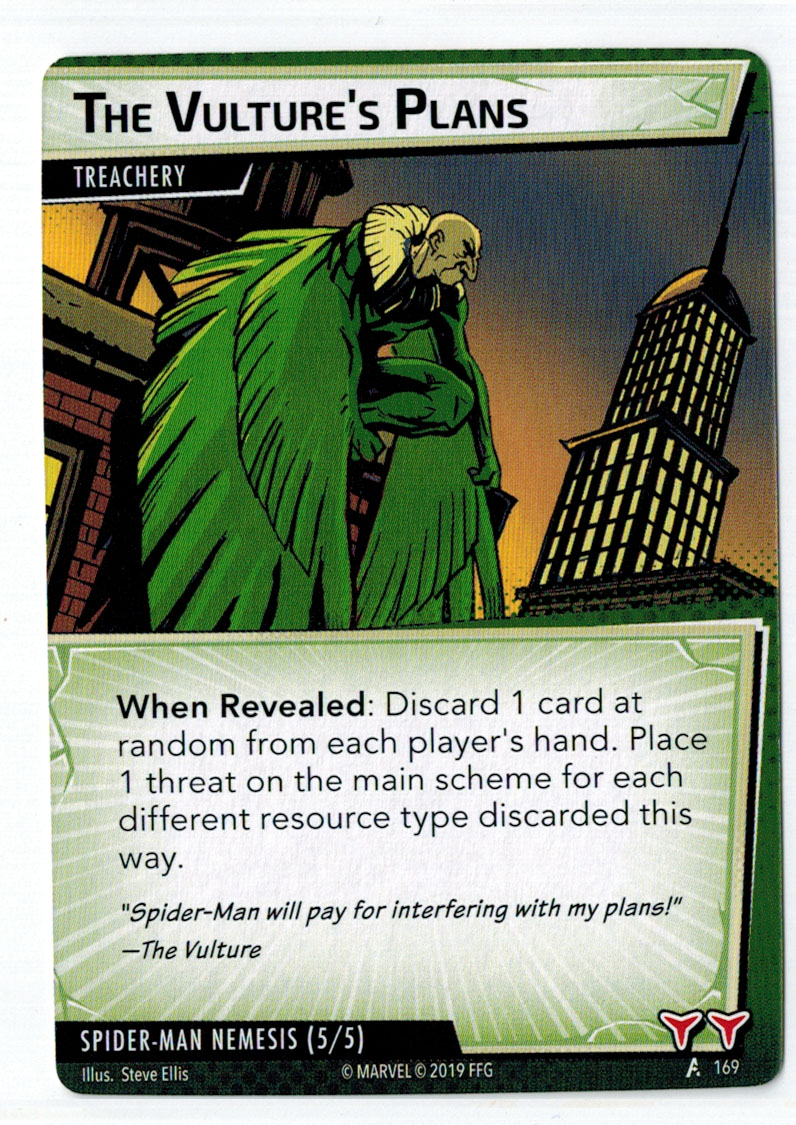 The Vulture's Plans
TREACHERY
When Revealed: Discard 1 card at
random from each player's hand. Place
1 threat on the main scheme for each
different resource type discarded this
way.
"Spider-Man will pay for interfering with my plans!"
—The Vulture
SPIDER-MAN NEMESIS (5/5)
Illus. Steve Ellis
© MARVEL © 2019 FFG
169